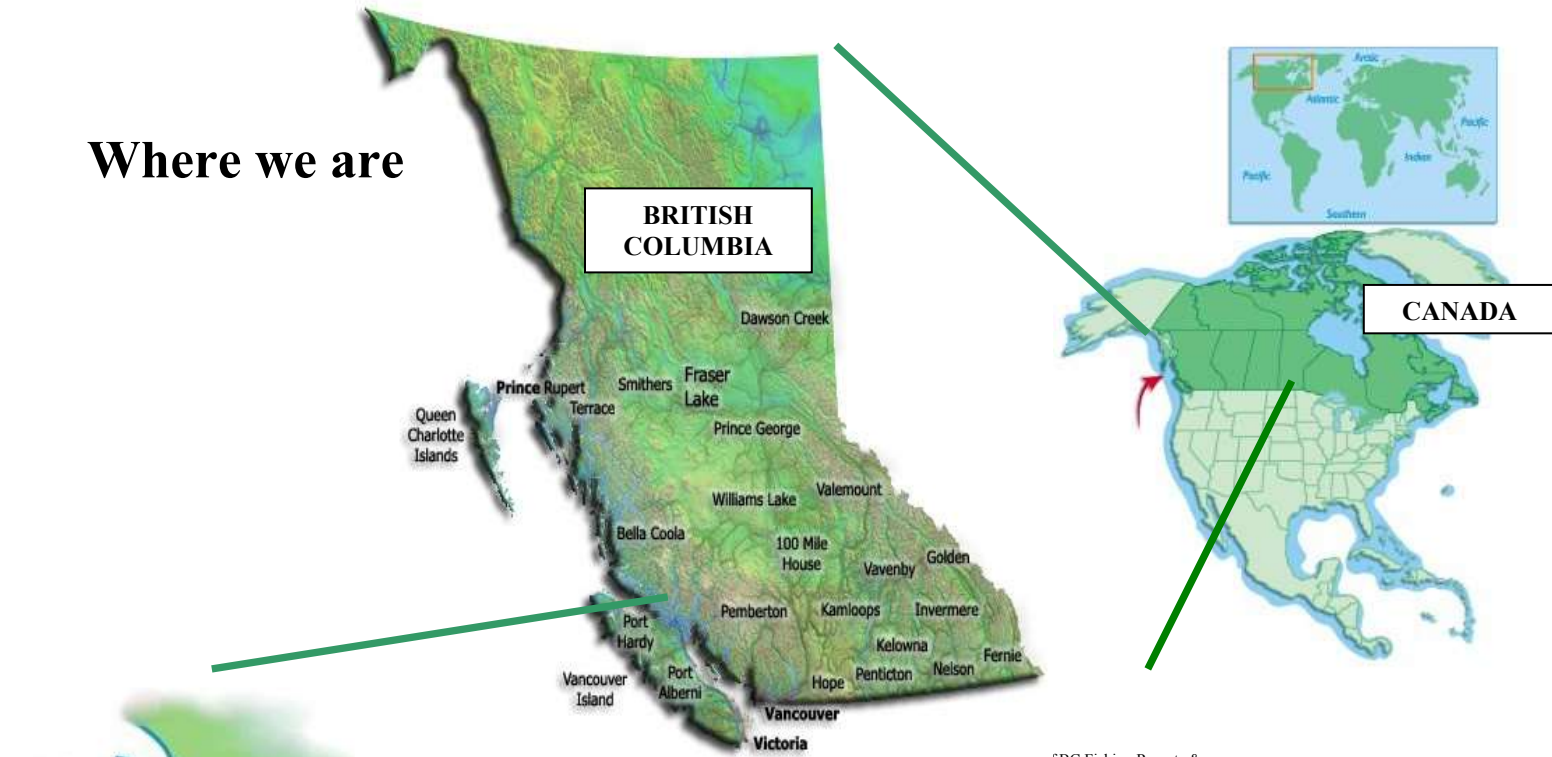 Where we are
BRITISH
COLUMBIA
Dawson Creek
Prince Rupert
Smithers
Fraser
Lake
Terrace
Queen
Charlotte
Islands
Prince George
Williams Lake
Valemount
Bella Coola
100 Mile
House
Vavenby
Golden
Port
Hardy
Pemberton
Kamloops
Invermere
Kelowna
Fernie
Vancouver
Island
Port
Alberni
Hope
Penticton
Nelson
Vancouver
Victoria
Arctic
Atlantic
Pacific
Indian
Pacific
Southern
CANADA